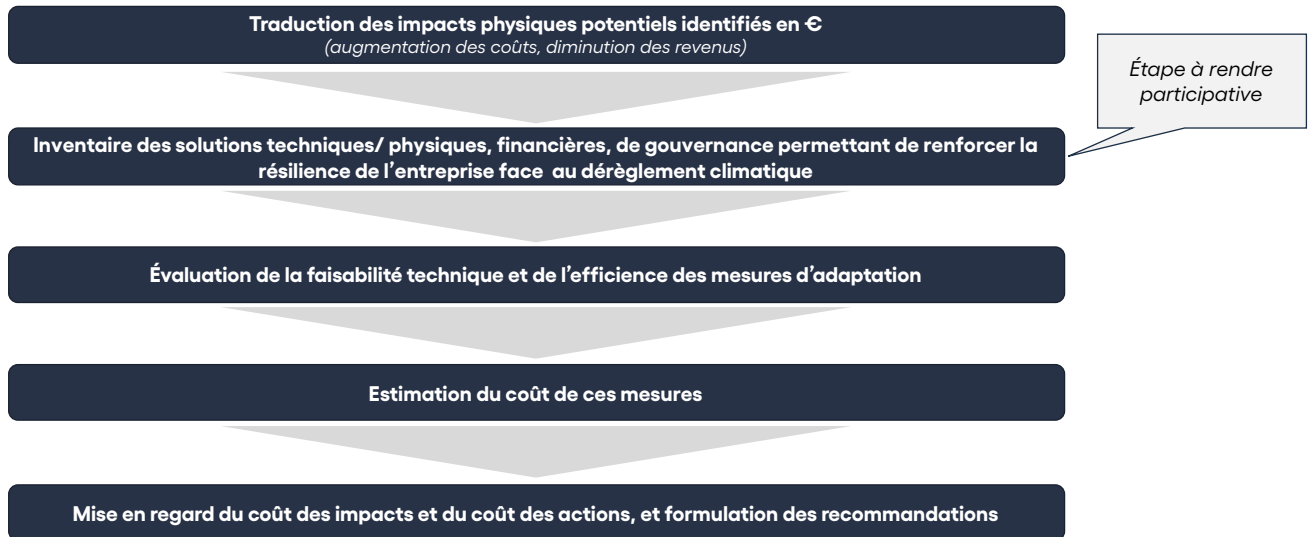 Traduction des impacts physiques potentiels identifiés en €
(augmentation des coûts, diminution des revenus)
Étape à rendre
participative
Inventaire des solutions techniques/ physiques, financières, de gouvernance permettant de renforcer la
résilience de l’entreprise face au dérèglement climatique
Évaluation de la faisabilité technique et de l’efficience des mesures d’adaptation
Estimation du coût de ces mesures
Mise en regard du coût des impacts et du coût des actions, et formulation des recommandations